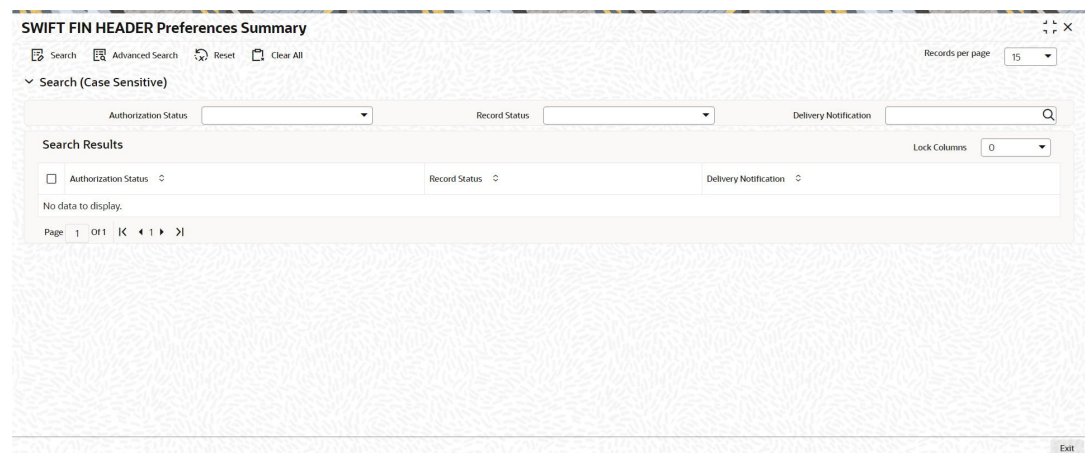 SWIFT FIN HEADER Preferences Summary
Search Advanced Search Reset Clear All Records per page 15
Search (Case Sensitive)
Authorization Status Record Status Delivery Notification
Search Results Lock Columns 0
Authorization Status Record Status Delivery Notification
No data to display.
Page 1 Of 1 1
Exit